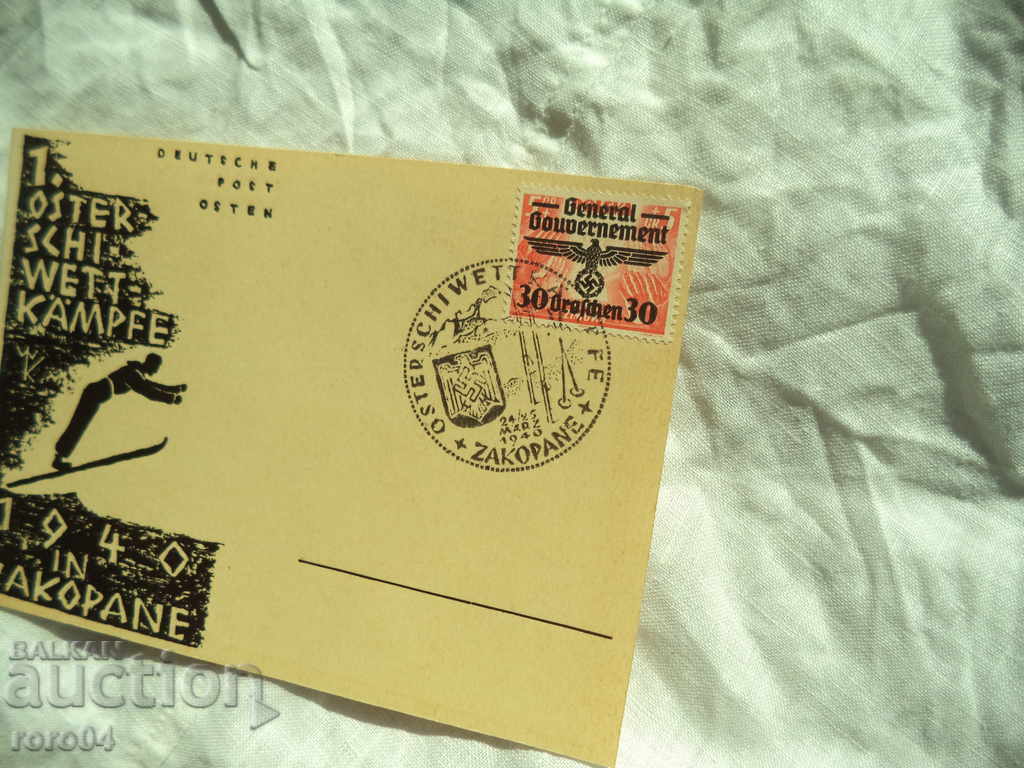 1.
OSTER
SCHI-
WETT-
KÄMPFE
1940
IN
ZAKOPANE
DEUTSCHE
POST
OSTEN
General
Gouvernement
30 Groschen 30
OSTERSCHIWETT
FE
24./25
MÄRZ
1940
ZAKOPANE
BALKAN
auction
roro04